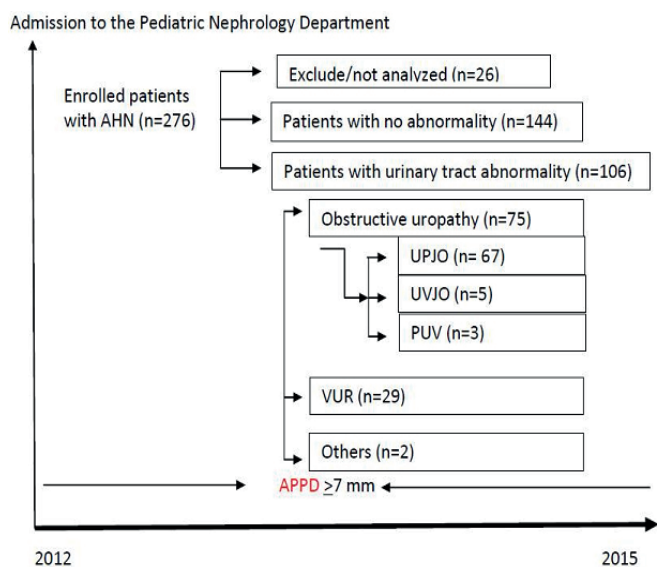 Admission to the Pediatric Nephrology Department
Exclude/not analyzed (n=26)
Enrolled patients
with AHN (n=276)
Patients with no abnormality (n=144)
Patients with urinary tract abnormality (n=106)
Obstructive uropathy (n=75)
UPJO (n= 67)
UVJO (n=5)
PUV (n=3)
VUR (n=29)
Others (n=2)
APPD ≥7 mm
2012
2015